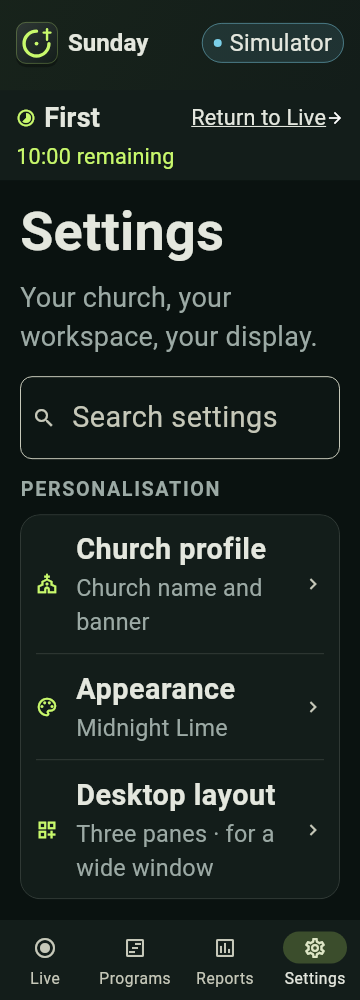 Sunday
Simulator
First
Return to Live
10:00 remaining
Settings
Your church, your
workspace, your display.
Search settings
PERSONALISATION
Church profile
Church name and
banner
Appearance
Midnight Lime
Desktop layout
Three panes · for a
wide window
Live
Programs
Reports
Settings